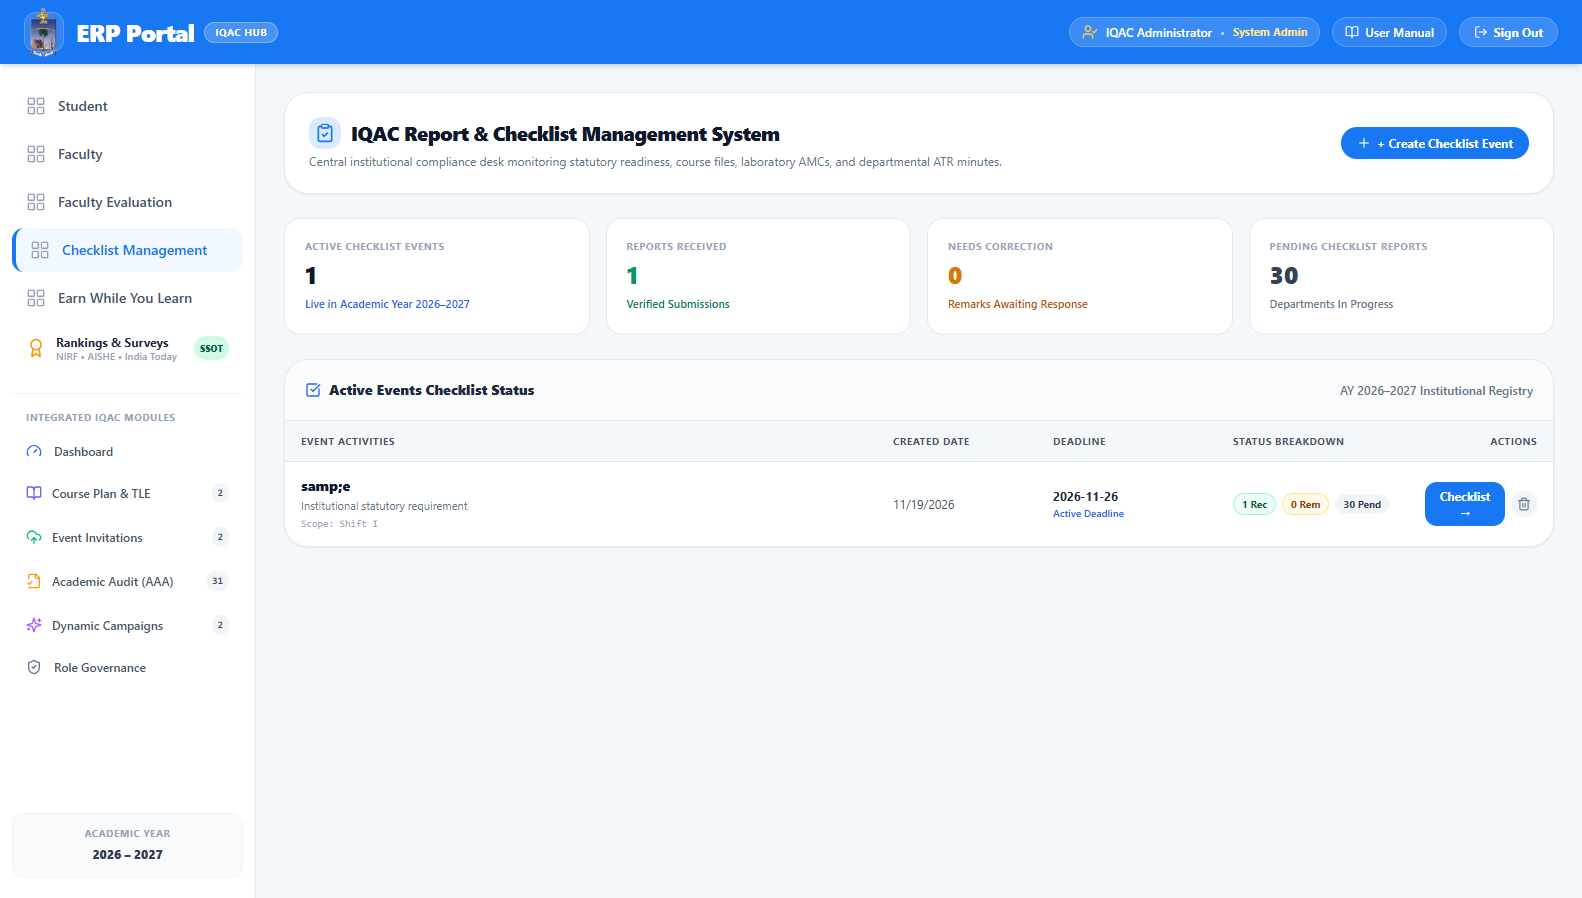 ERP Portal IQAC HUB
IQAC Administrator • System Admin
User Manual
Sign Out
Student
Faculty
Faculty Evaluation
Checklist Management
Earn While You Learn
Rankings & Surveys
NIRF • AISHE • India Today
SSOT
INTEGRATED IQAC MODULES
Dashboard
Course Plan & TLE 2
Event Invitations 2
Academic Audit (AAA) 31
Dynamic Campaigns 2
Role Governance
ACADEMIC YEAR
2026 – 2027
IQAC Report & Checklist Management System
Central institutional compliance desk monitoring statutory readiness, course files, laboratory AMCs, and departmental ATR minutes.
+ Create Checklist Event
ACTIVE CHECKLIST EVENTS
1
Live in Academic Year 2026–2027
REPORTS RECEIVED
1
Verified Submissions
NEEDS CORRECTION
0
Remarks Awaiting Response
PENDING CHECKLIST REPORTS
30
Departments In Progress
Active Events Checklist Status
AY 2026–2027 Institutional Registry
EVENT ACTIVITIES CREATED DATE DEADLINE STATUS BREAKDOWN ACTIONS
samp;e
Institutional statutory requirement
Scope: Shift I
11/19/2026
2026-11-26
Active Deadline
1 Rec 0 Rem 30 Pend
Checklist
→